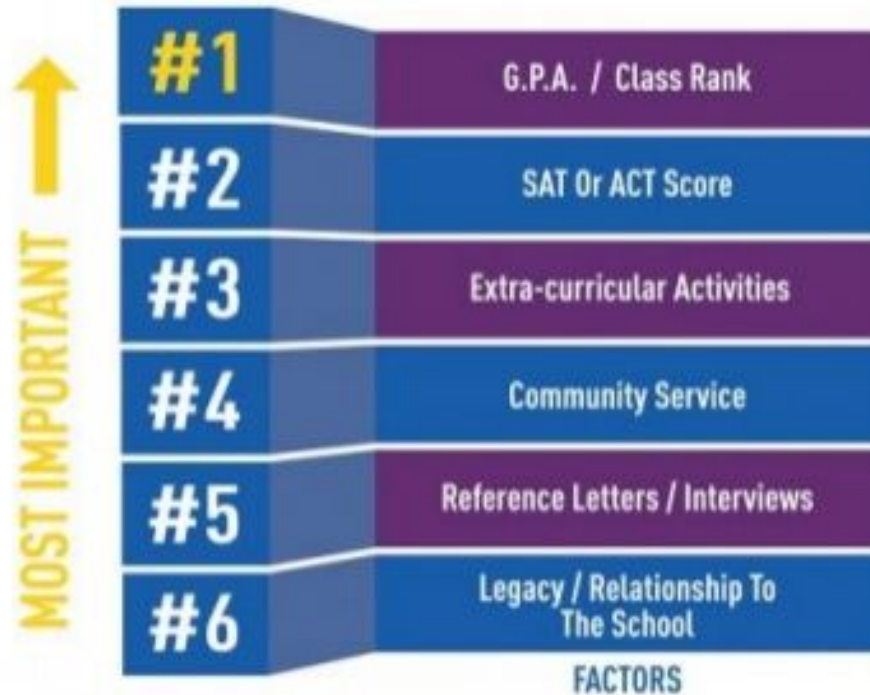 MOST IMPORTANT
#1
G.P.A. / Class Rank
#2
SAT Or ACT Score
#3
Extra-curricular Activities
#4
Community Service
#5
Reference Letters / Interviews
#6
Legacy / Relationship To
The School
FACTORS